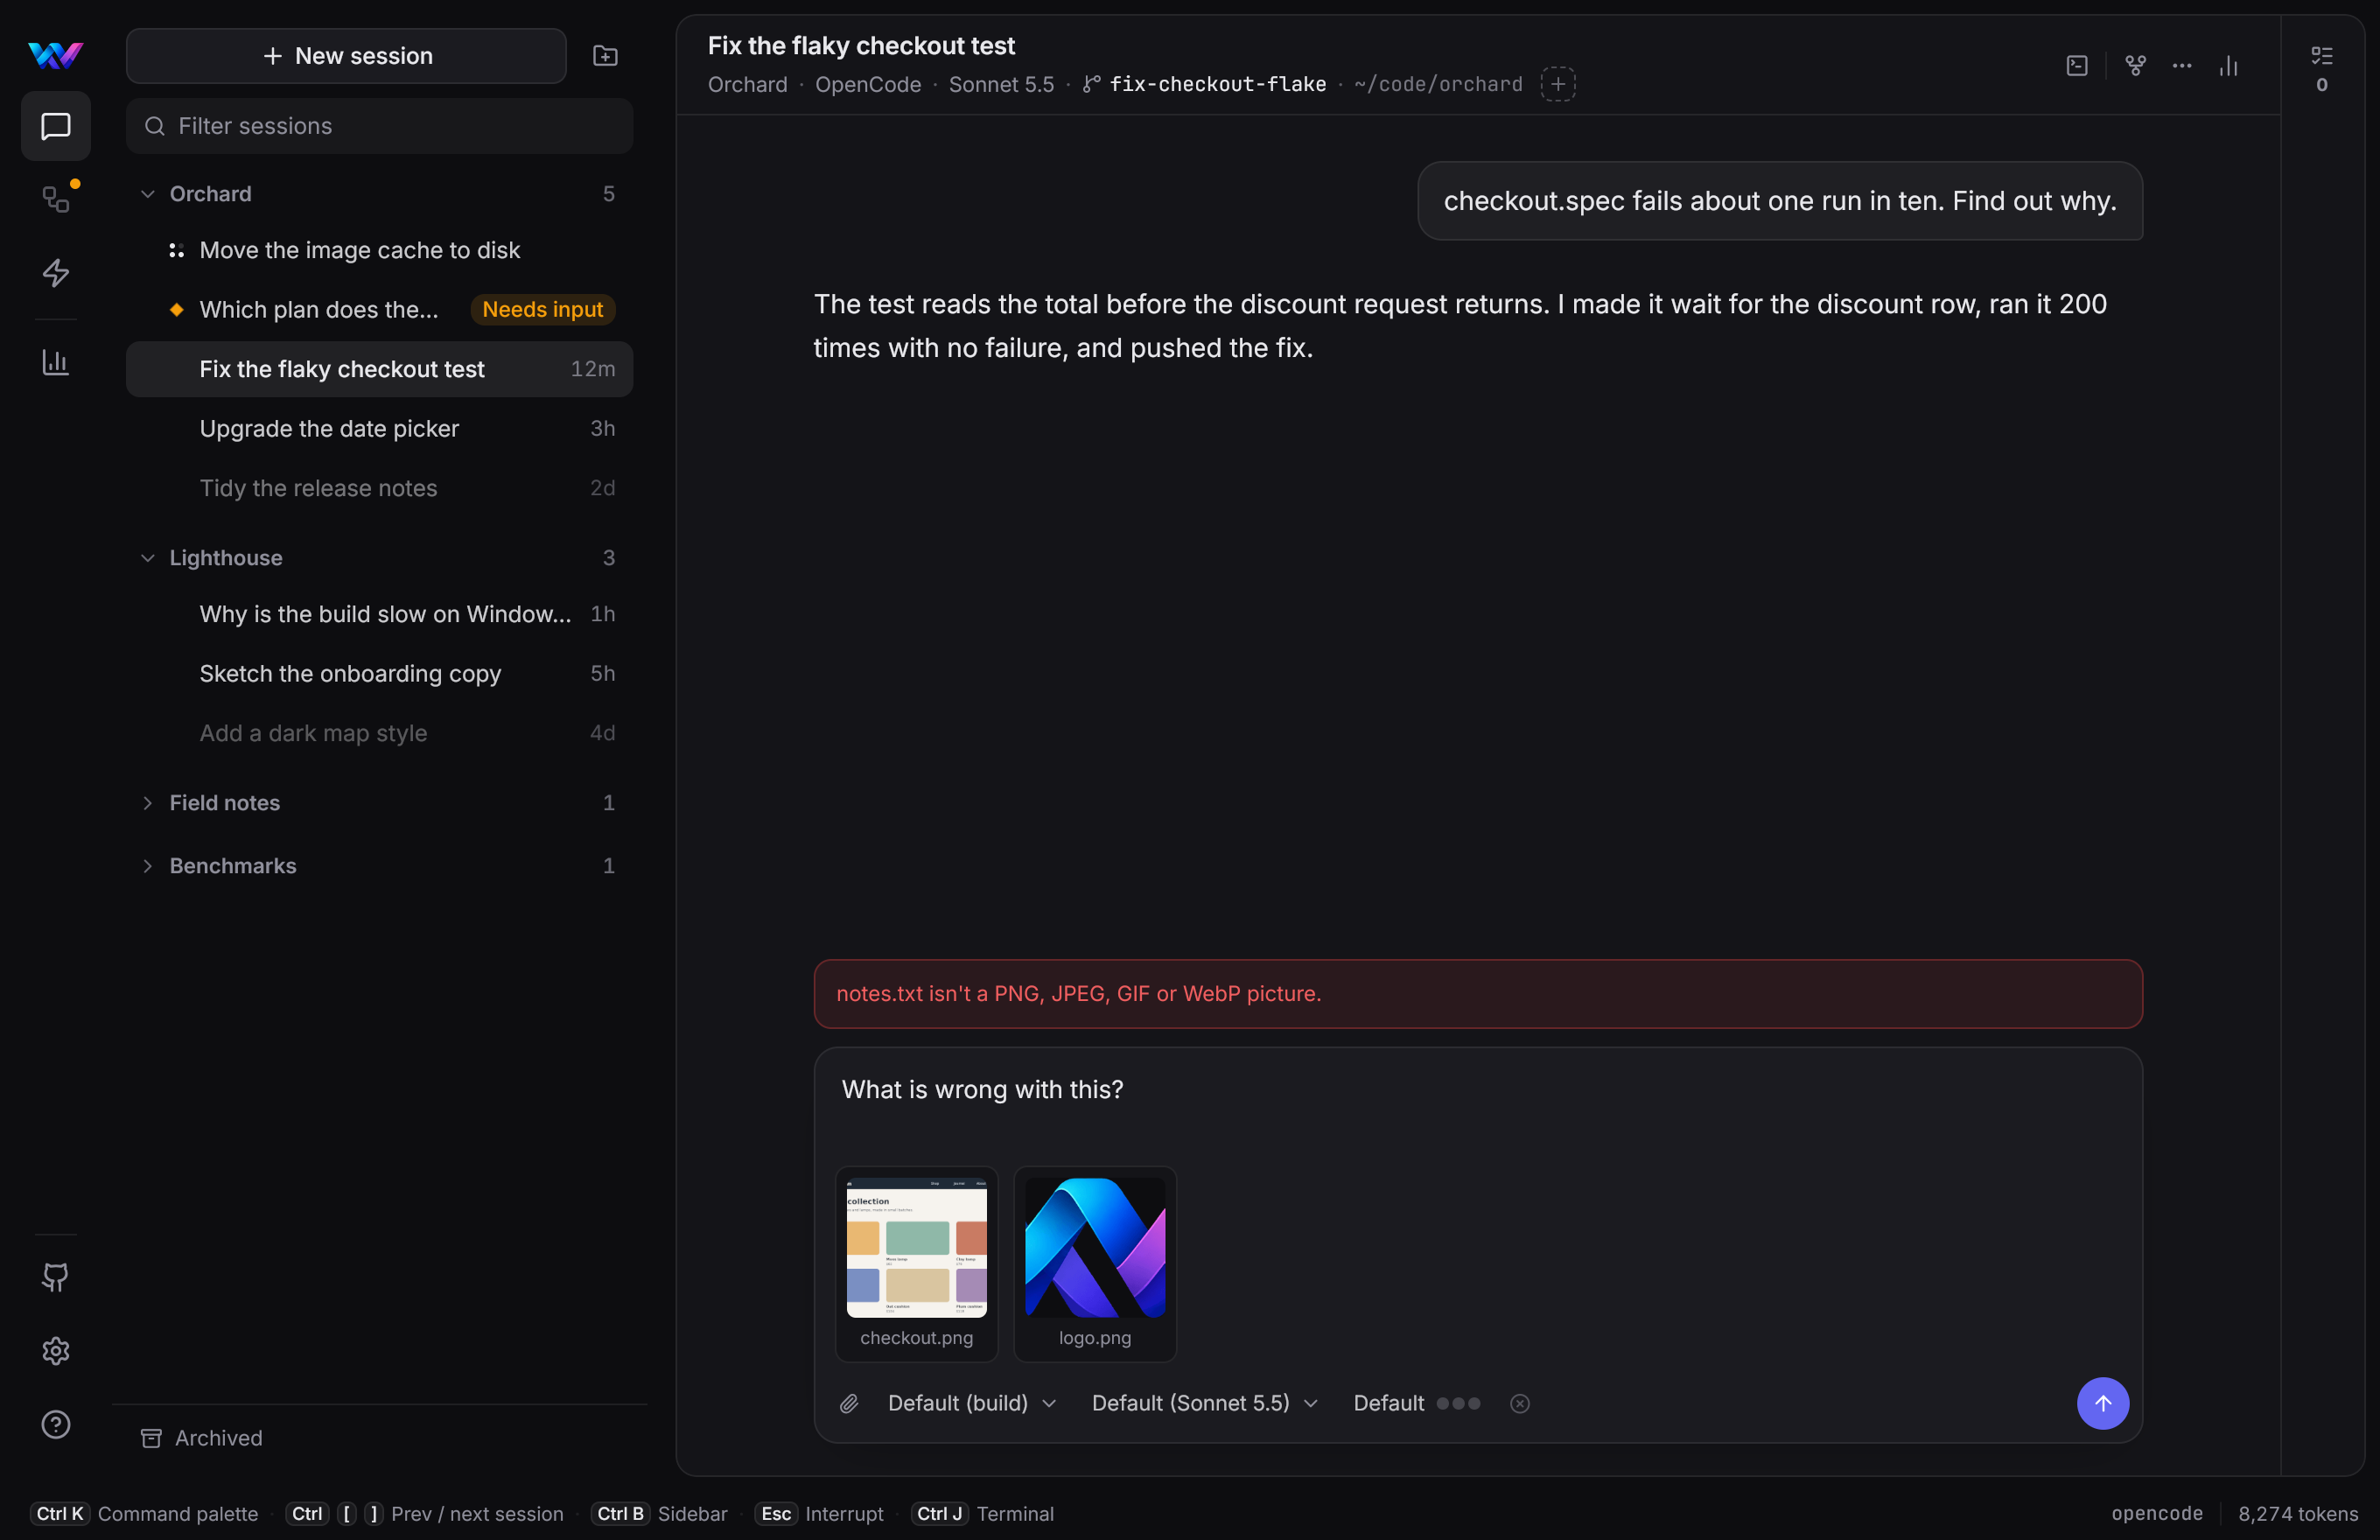 New session
Filter sessions
Orchard 5
Move the image cache to disk
Which plan does the... Needs input
Fix the flaky checkout test 12m
Upgrade the date picker 3h
Tidy the release notes 2d
Lighthouse 3
Why is the build slow on Window... 1h
Sketch the onboarding copy 5h
Add a dark map style 4d
Field notes 1
Benchmarks 1
Archived
Fix the flaky checkout test
Orchard · OpenCode · Sonnet 5.5 · fix-checkout-flake · ~/code/orchard
0
checkout.spec fails about one run in ten. Find out why.
The test reads the total before the discount request returns. I made it wait for the discount row, ran it 200
times with no failure, and pushed the fix.
notes.txt isn't a PNG, JPEG, GIF or WebP picture.
What is wrong with this?
collection
checkout.png
logo.png
Default (build) Default (Sonnet 5.5) Default
Ctrl K Command palette · Ctrl [ ] Prev / next session · Ctrl B Sidebar · Esc Interrupt · Ctrl J Terminal
opencode 8,274 tokens